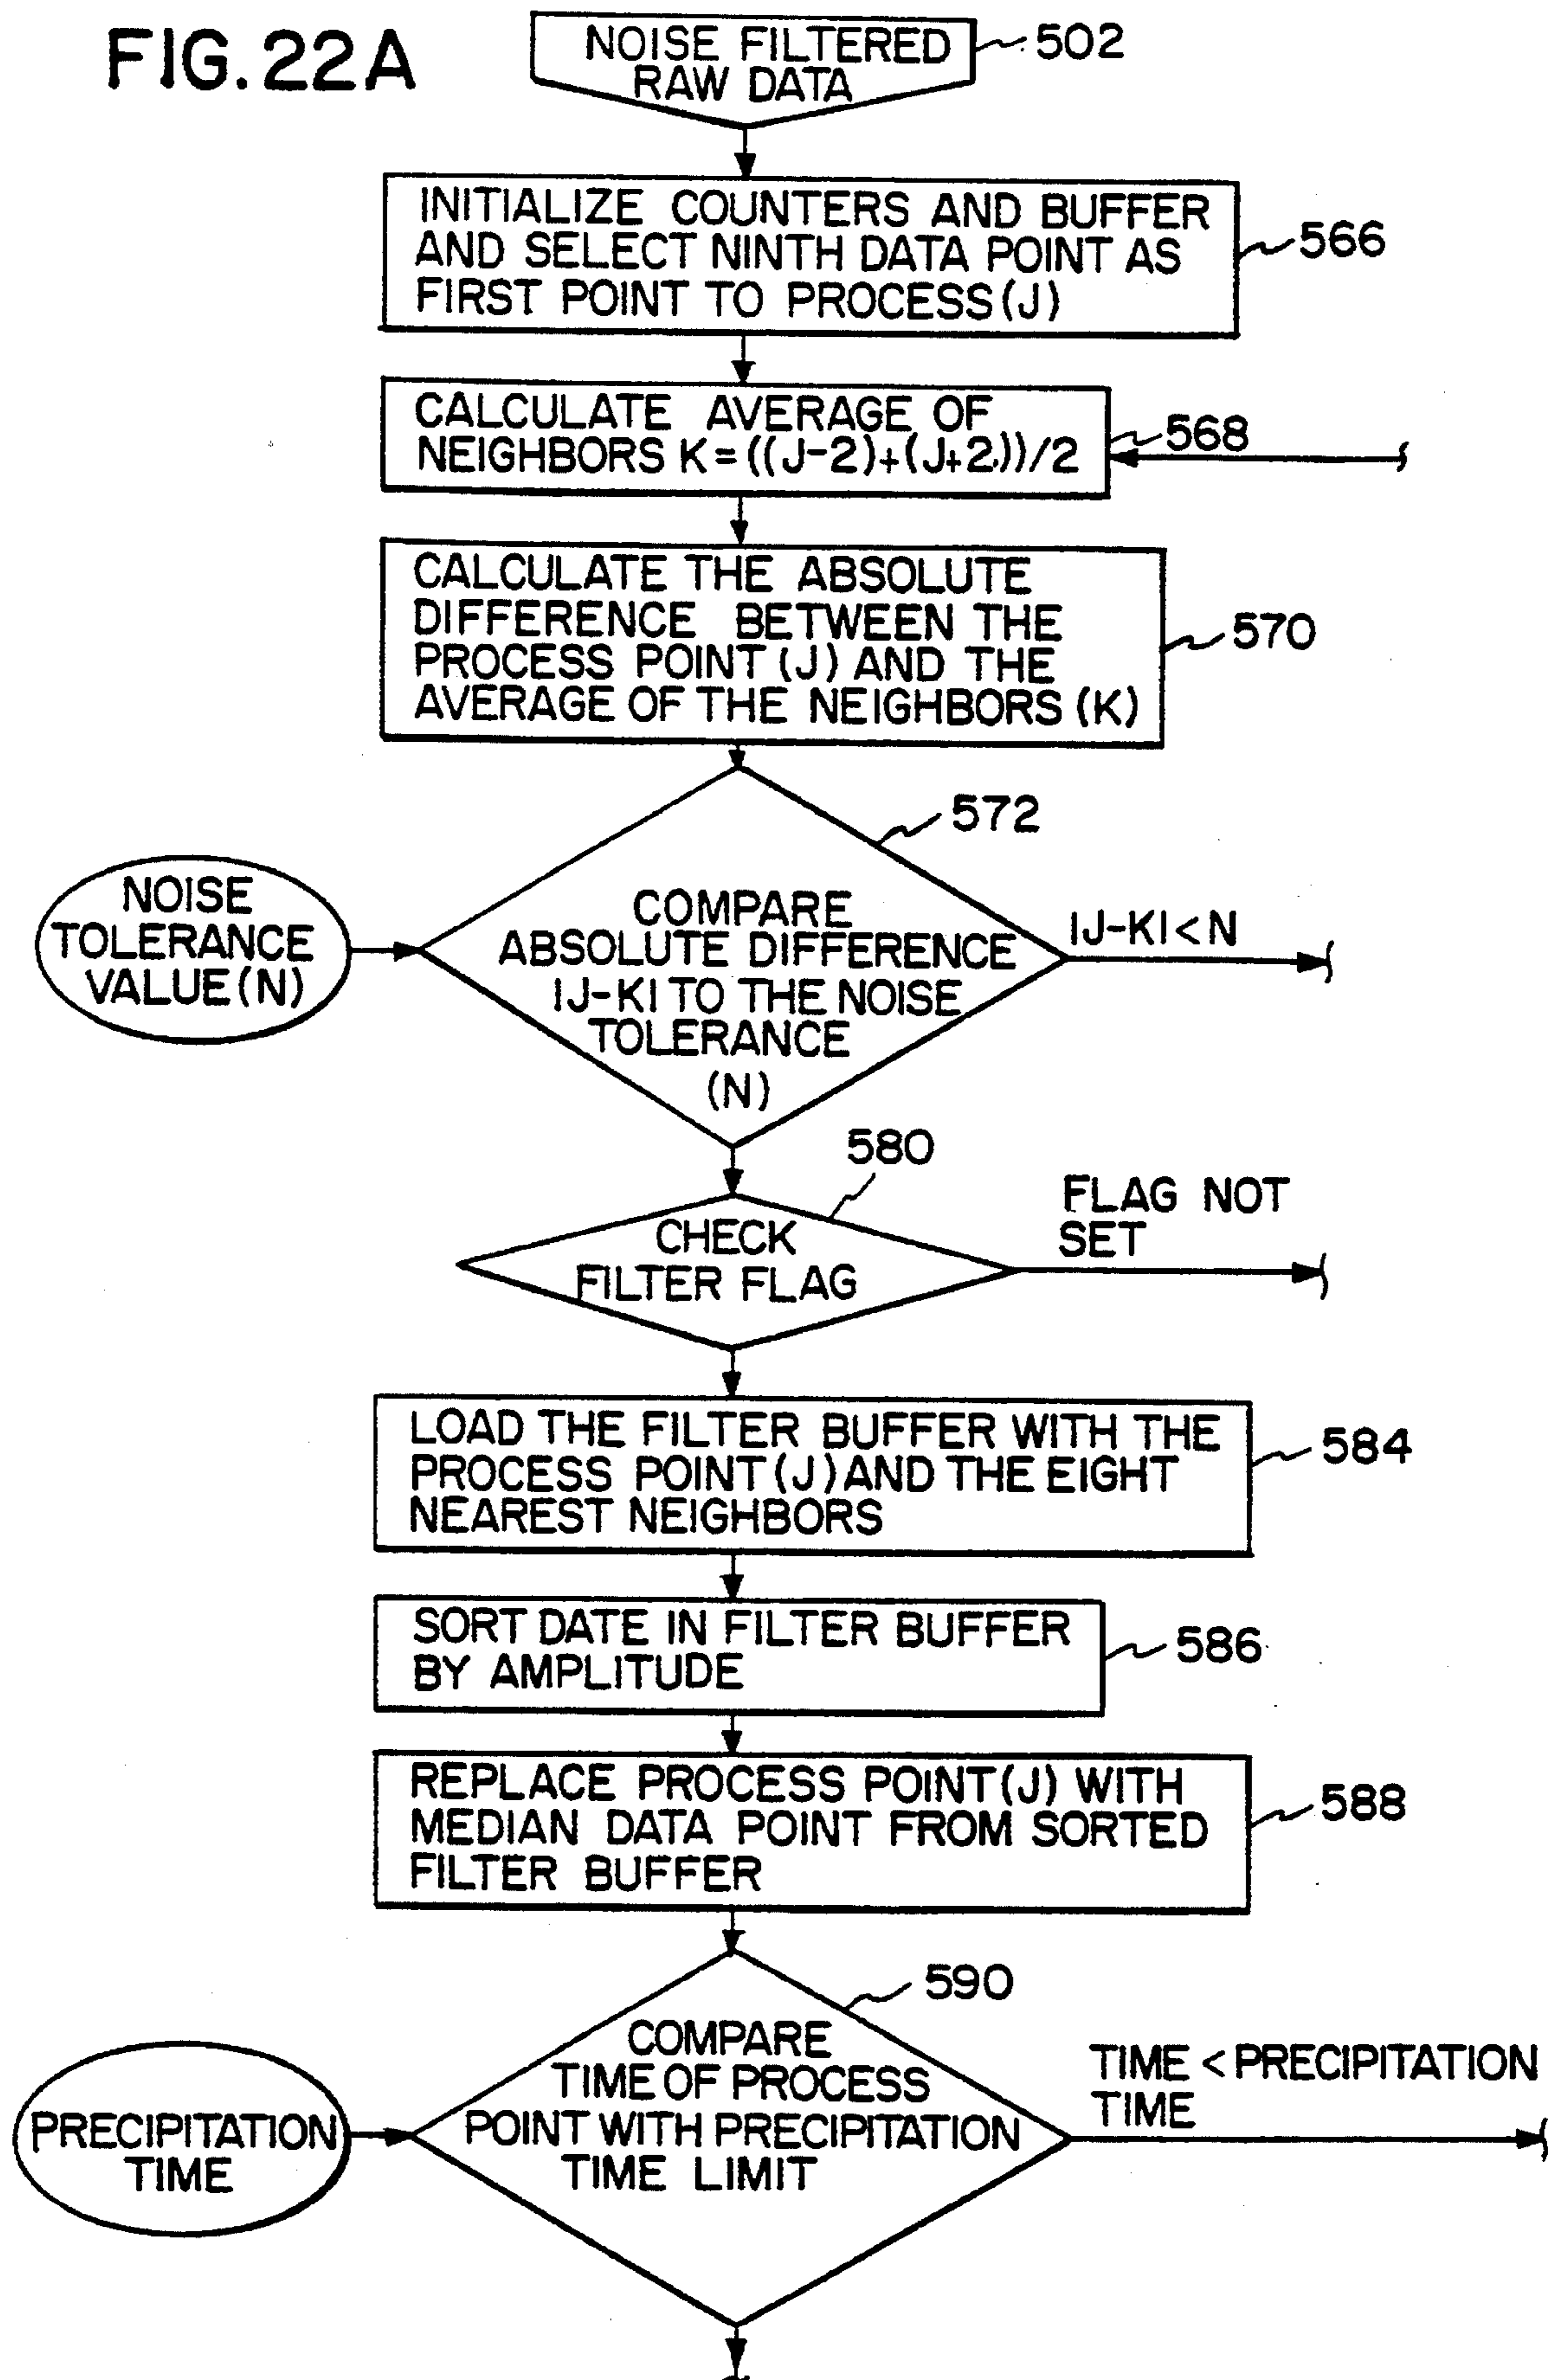 FIG.22A
NOISE FILTERED
RAW DATA
502
INITIALIZE COUNTERS AND BUFFER
AND SELECT NINTH DATA POINT AS
FIRST POINT TO PROCESS(J)
566
CALCULATE AVERAGE OF
NEIGHBORS K=((J-2)+(J+2))/2
568
CALCULATE THE ABSOLUTE
DIFFERENCE BETWEEN THE
PROCESS POINT(J) AND THE
AVERAGE OF THE NEIGHBORS(K)
570
572
NOISE
TOLERANCE
VALUE(N)
COMPARE
ABSOLUTE DIFFERENCE
|J-K| TO THE NOISE
TOLERANCE
(N)
|J-K|<N
580
CHECK
FILTER FLAG
FLAG NOT
SET
LOAD THE FILTER BUFFER WITH THE
PROCESS POINT(J)AND THE EIGHT
NEAREST NEIGHBORS
584
SORT DATE IN FILTER BUFFER
BY AMPLITUDE
586
REPLACE PROCESS POINT(J) WITH
MEDIAN DATA POINT FROM SORTED
FILTER BUFFER
588
590
PRECIPITATION
TIME
COMPARE
TIME OF PROCESS
POINT WITH PRECIPITATION
TIME LIMIT
TIME < PRECIPITATION
TIME